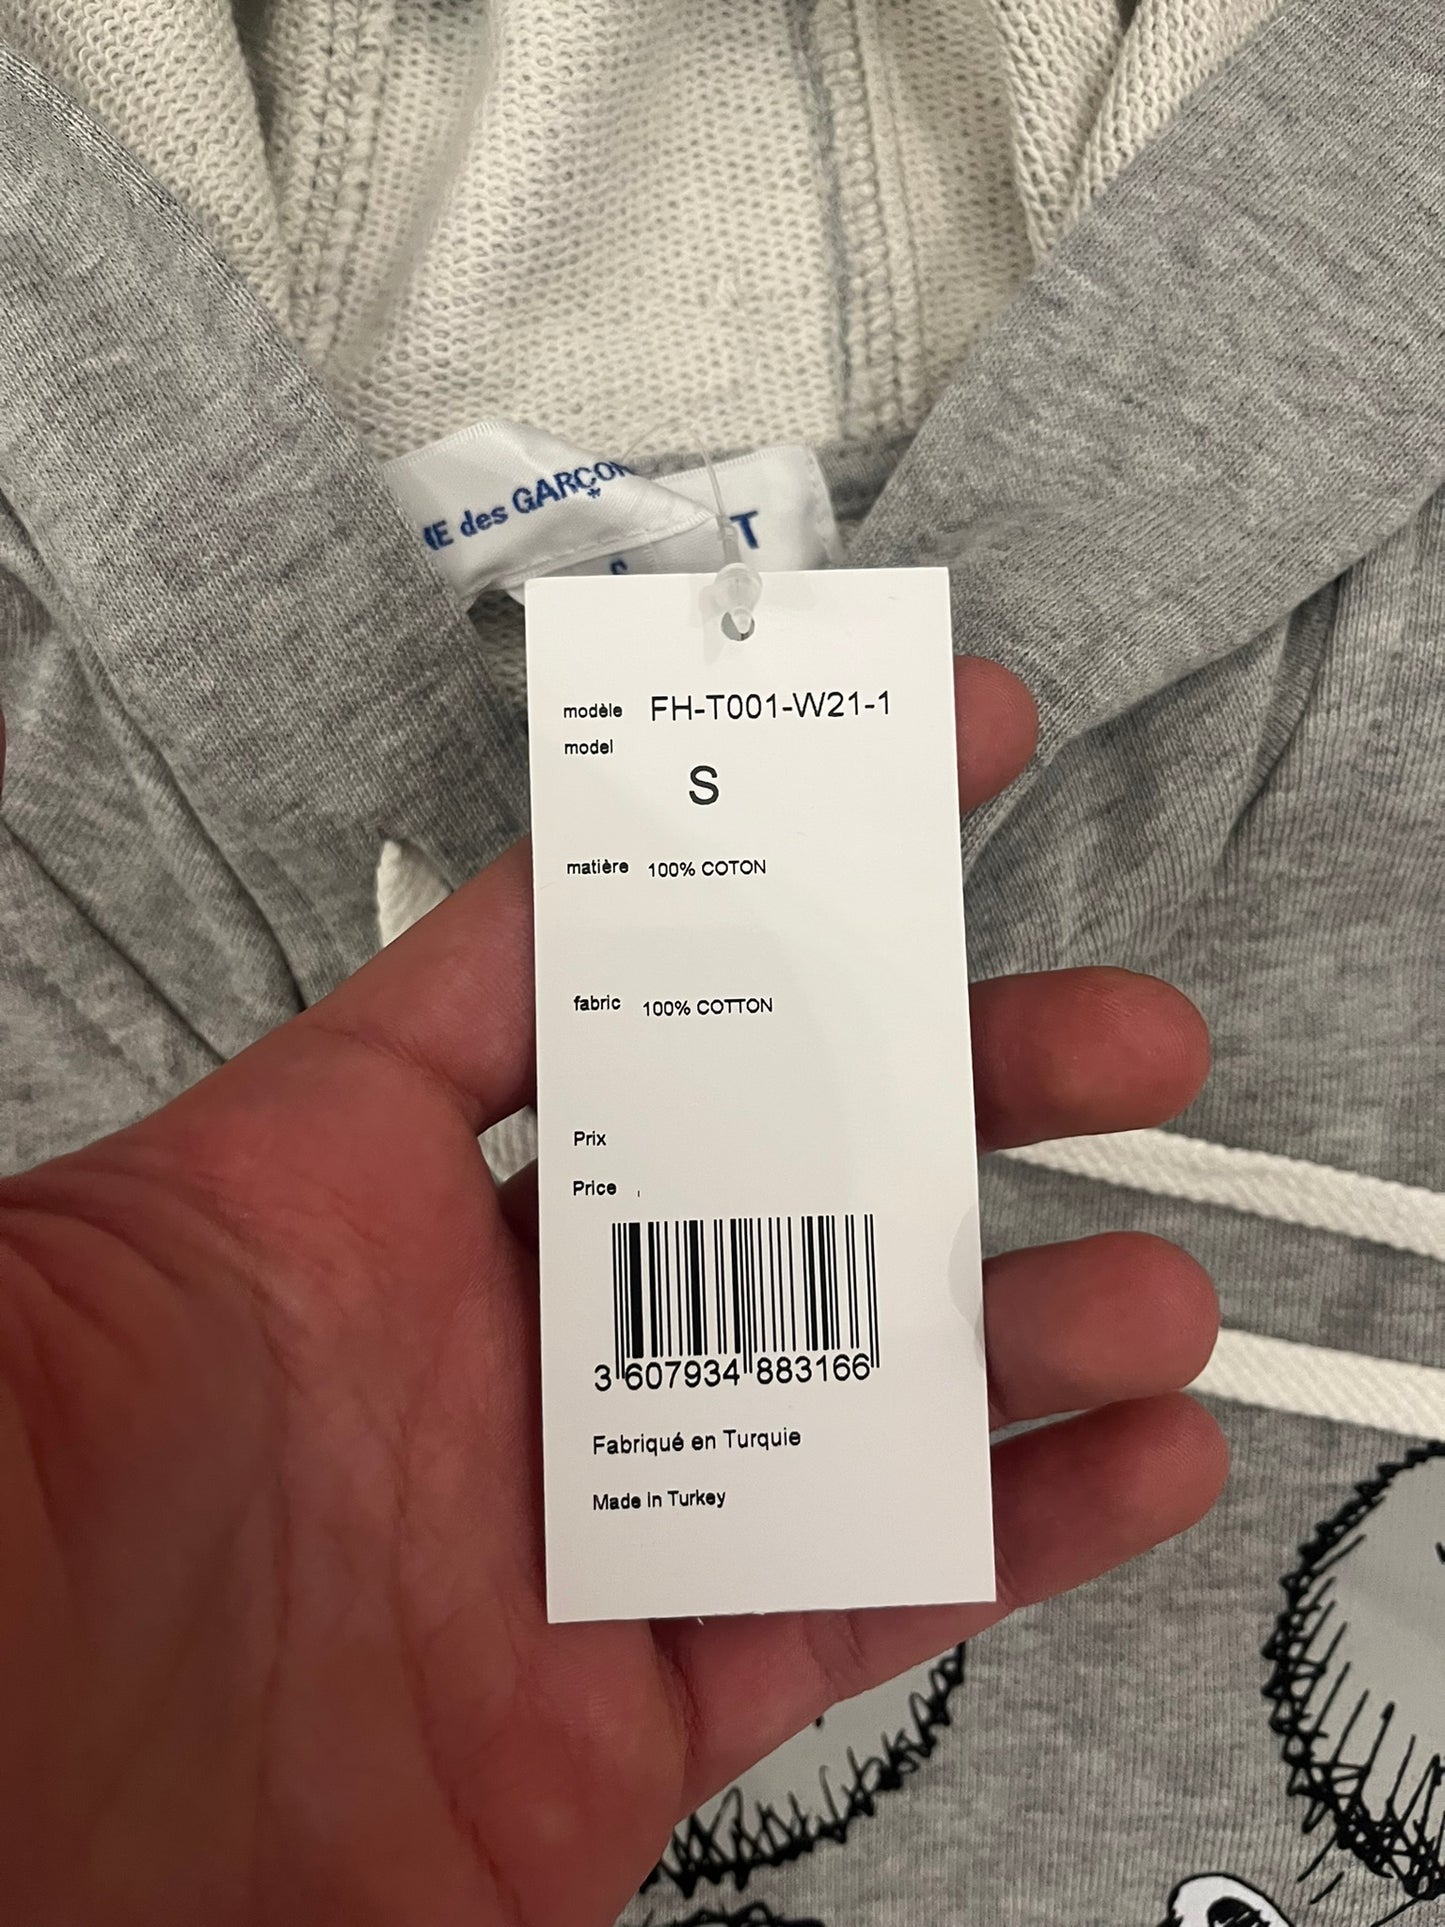 des GARÇON
*
T
S
modèle FH-T001-W21-1
model
S
matière 100% COTON
fabric 100% COTTON
Prix
Price
3 607934 883166
Fabriqué en Turquie
Made in Turkey